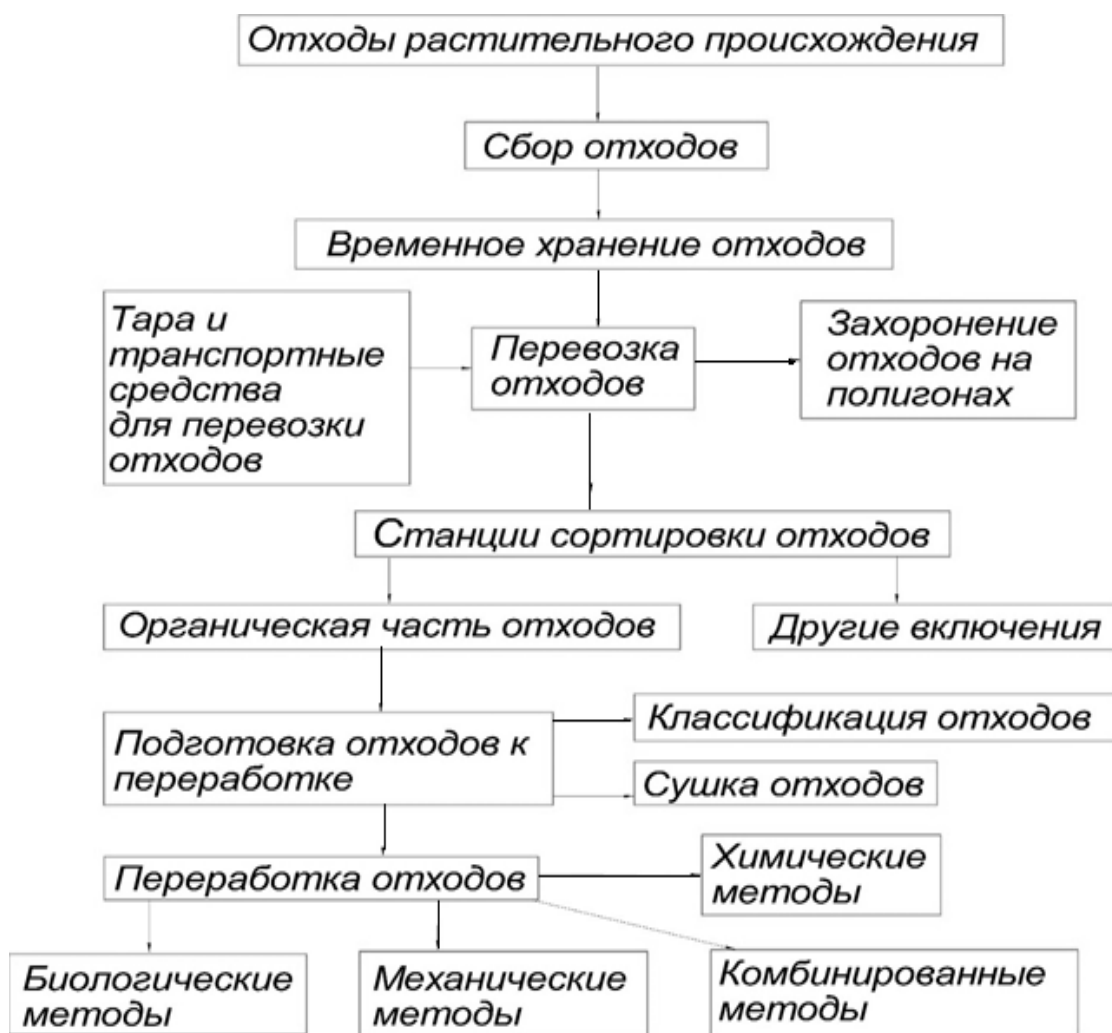 Отходы растительного происхождения
Сбор отходов
Временное хранение отходов
Тара и
транспортные
средства
для перевозки
отходов
Перевозка
отходов
Захоронение
отходов на
полигонах
Станции сортировки отходов
Органическая часть отходов
Другие включения
Подготовка отходов к
переработке
Классификация отходов
Сушка отходов
Переработка отходов
Химические
методы
Биологические
методы
Механические
методы
Комбинированные
методы